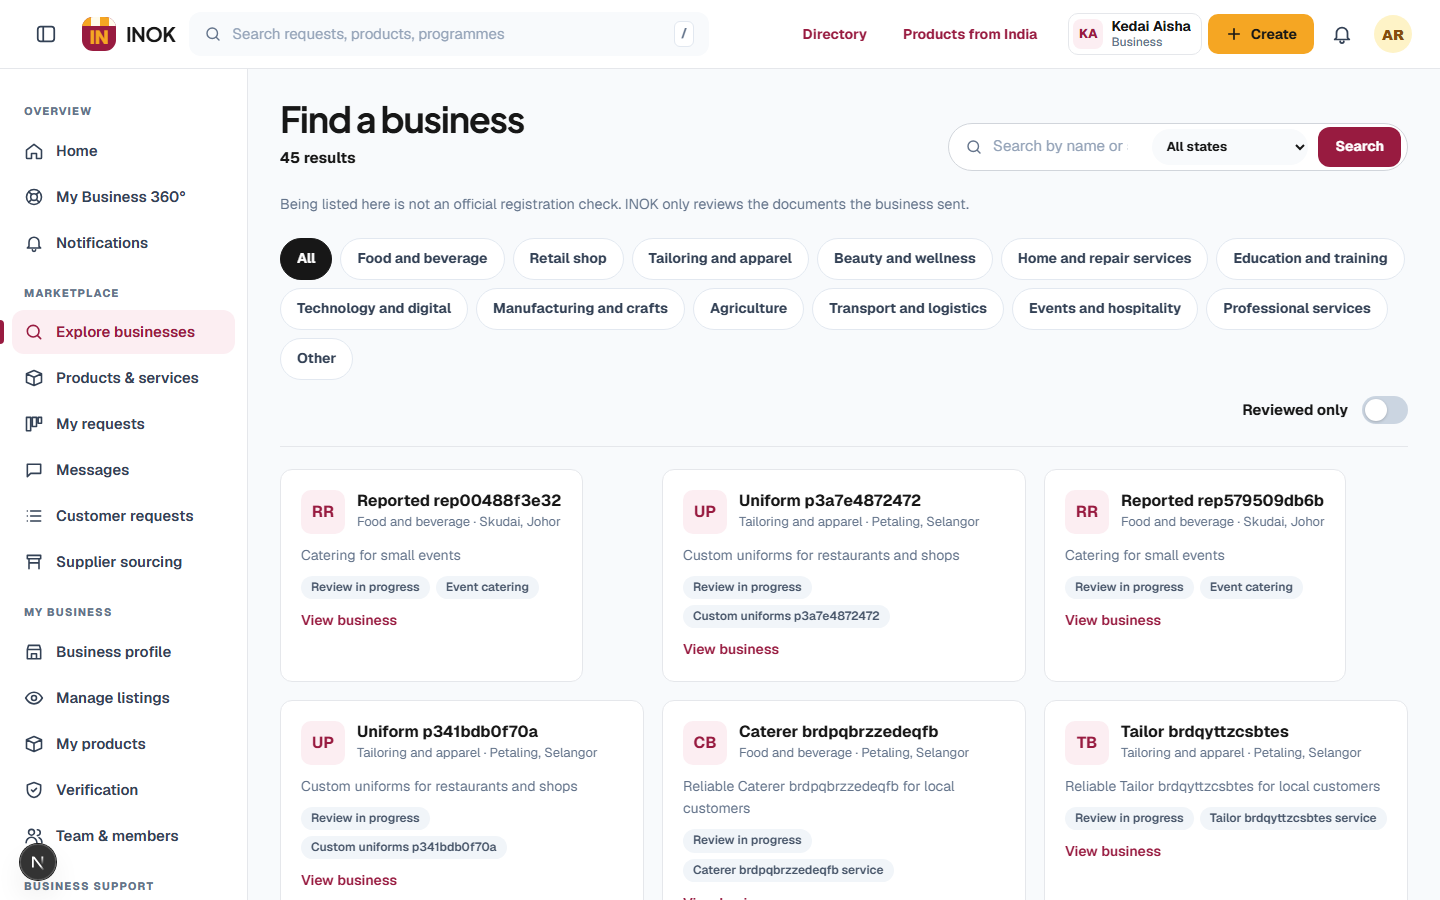 IN INOK
Search requests, products, programmes /
Directory
Products from India
KA Kedai Aisha
Business
+ Create
AR
OVERVIEW
Home
My Business 360°
Notifications
MARKETPLACE
Explore businesses
Products & services
My requests
Messages
Customer requests
Supplier sourcing
MY BUSINESS
Business profile
Manage listings
My products
Verification
Team & members
N
BUSINESS SUPPORT
Find a business
45 results
Search by name or
All states
Search
Being listed here is not an official registration check. INOK only reviews the documents the business sent.
All Food and beverage Retail shop Tailoring and apparel Beauty and wellness Home and repair services Education and training
Technology and digital Manufacturing and crafts Agriculture Transport and logistics Events and hospitality Professional services
Other
Reviewed only
RR Reported rep00488f3e32
Food and beverage · Skudai, Johor
Catering for small events
Review in progress Event catering
View business
UP Uniform p3a7e4872472
Tailoring and apparel · Petaling, Selangor
Custom uniforms for restaurants and shops
Review in progress
Custom uniforms p3a7e4872472
View business
RR Reported rep579509db6b
Food and beverage · Skudai, Johor
Catering for small events
Review in progress Event catering
View business
UP Uniform p341bdb0f70a
Tailoring and apparel · Petaling, Selangor
Custom uniforms for restaurants and shops
Review in progress
Custom uniforms p341bdb0f70a
View business
CB Caterer brdpqbrzzedeqfb
Food and beverage · Petaling, Selangor
Reliable Caterer brdpqbrzzedeqfb for local
customers
Review in progress
Caterer brdpqbrzzedeqfb service
TB Tailor brdqyttzcsbtes
Tailoring and apparel · Petaling, Selangor
Reliable Tailor brdqyttzcsbtes for local customers
Review in progress Tailor brdqyttzcsbtes service
View business